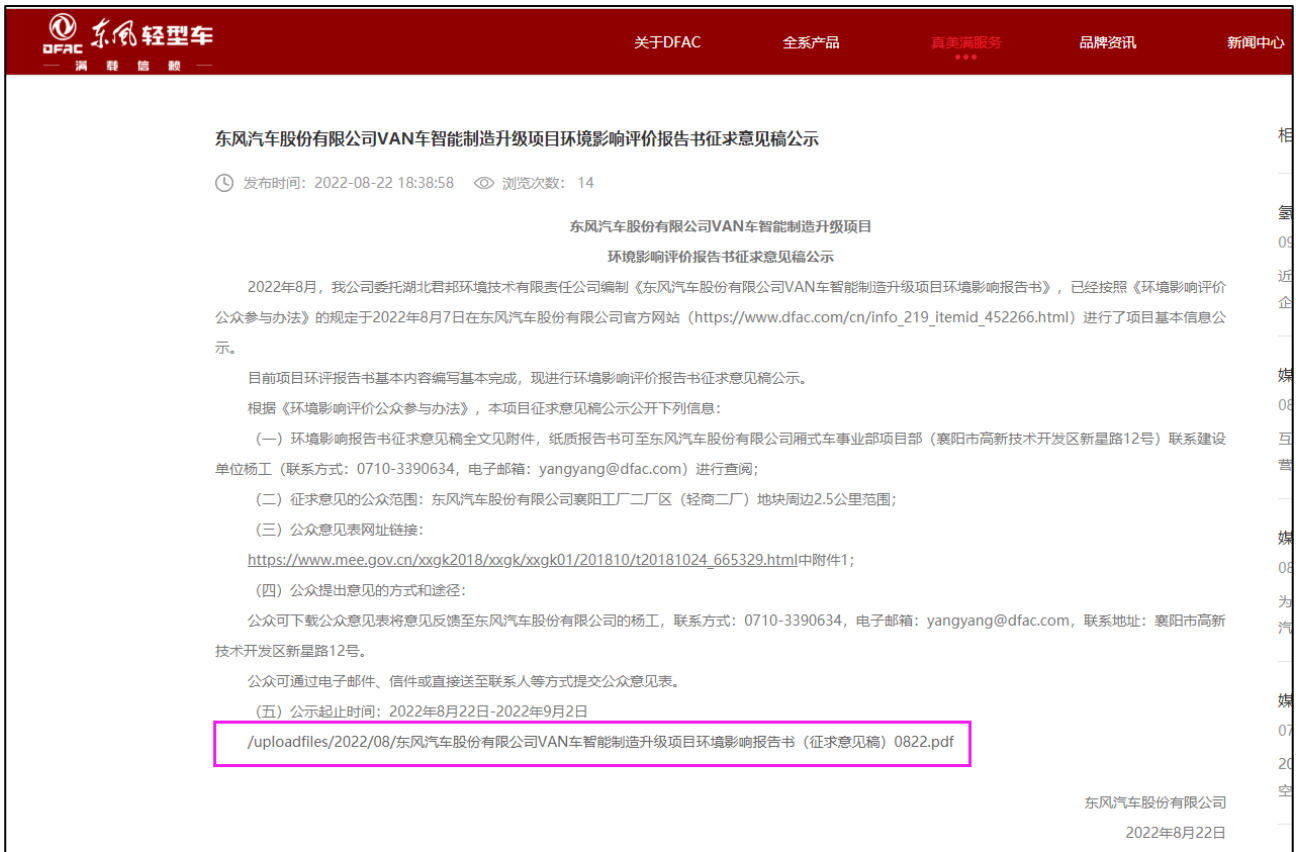 DFAC 东风轻型车
满载信赖
关于DFAC 全系产品 真美满服务 品牌资讯 新闻中心
东风汽车股份有限公司VAN车智能制造升级项目环境影响评价报告书征求意见稿公示
发布时间：2022-08-22 18:38:58 浏览次数： 14
东风汽车股份有限公司VAN车智能制造升级项目
环境影响评价报告书征求意见稿公示
2022年8月，我公司委托湖北君邦环境技术有限责任公司编制《东风汽车股份有限公司VAN车智能制造升级项目环境影响报告书》，已经按照《环境影响评价
公众参与办法》的规定于2022年8月7日在东风汽车股份有限公司官方网站（https://www.dfac.com/cn/info_219_itemid_452266.html）进行了项目基本信息公
示。
目前项目环评报告书基本内容编写基本完成，现进行环境影响评价报告书征求意见稿公示。
根据《环境影响评价公众参与办法》，本项目征求意见稿公示公开下列信息：
（一）环境影响报告书征求意见稿全文见附件，纸质报告书可至东风汽车股份有限公司厢式车事业部项目部（襄阳市高新技术开发区新星路12号）联系建设
单位杨工（联系方式：0710-3390634，电子邮箱：yangyang@dfac.com）进行查阅；
（二）征求意见的公众范围：东风汽车股份有限公司襄阳工厂二厂区（轻商二厂）地块周边2.5公里范围；
（三）公众意见表网址链接：
https://www.mee.gov.cn/xxgk2018/xxgk/xxgk01/201810/t20181024_665329.html中附件1；
（四）公众提出意见的方式和途径：
公众可下载公众意见表将意见反馈至东风汽车股份有限公司的杨工，联系方式：0710-3390634，电子邮箱：yangyang@dfac.com，联系地址：襄阳市高新
技术开发区新星路12号。
公众可通过电子邮件、信件或直接送至联系人等方式提交公众意见表。
（五）公示起止时间：2022年8月22日-2022年9月2日
/uploadfiles/2022/08/东风汽车股份有限公司VAN车智能制造升级项目环境影响报告书（征求意见稿）0822.pdf
东风汽车股份有限公司
2022年8月22日
相
氢
09
近
企
媒
08
互
营
媒
08
为
汽
媒
07
20
空